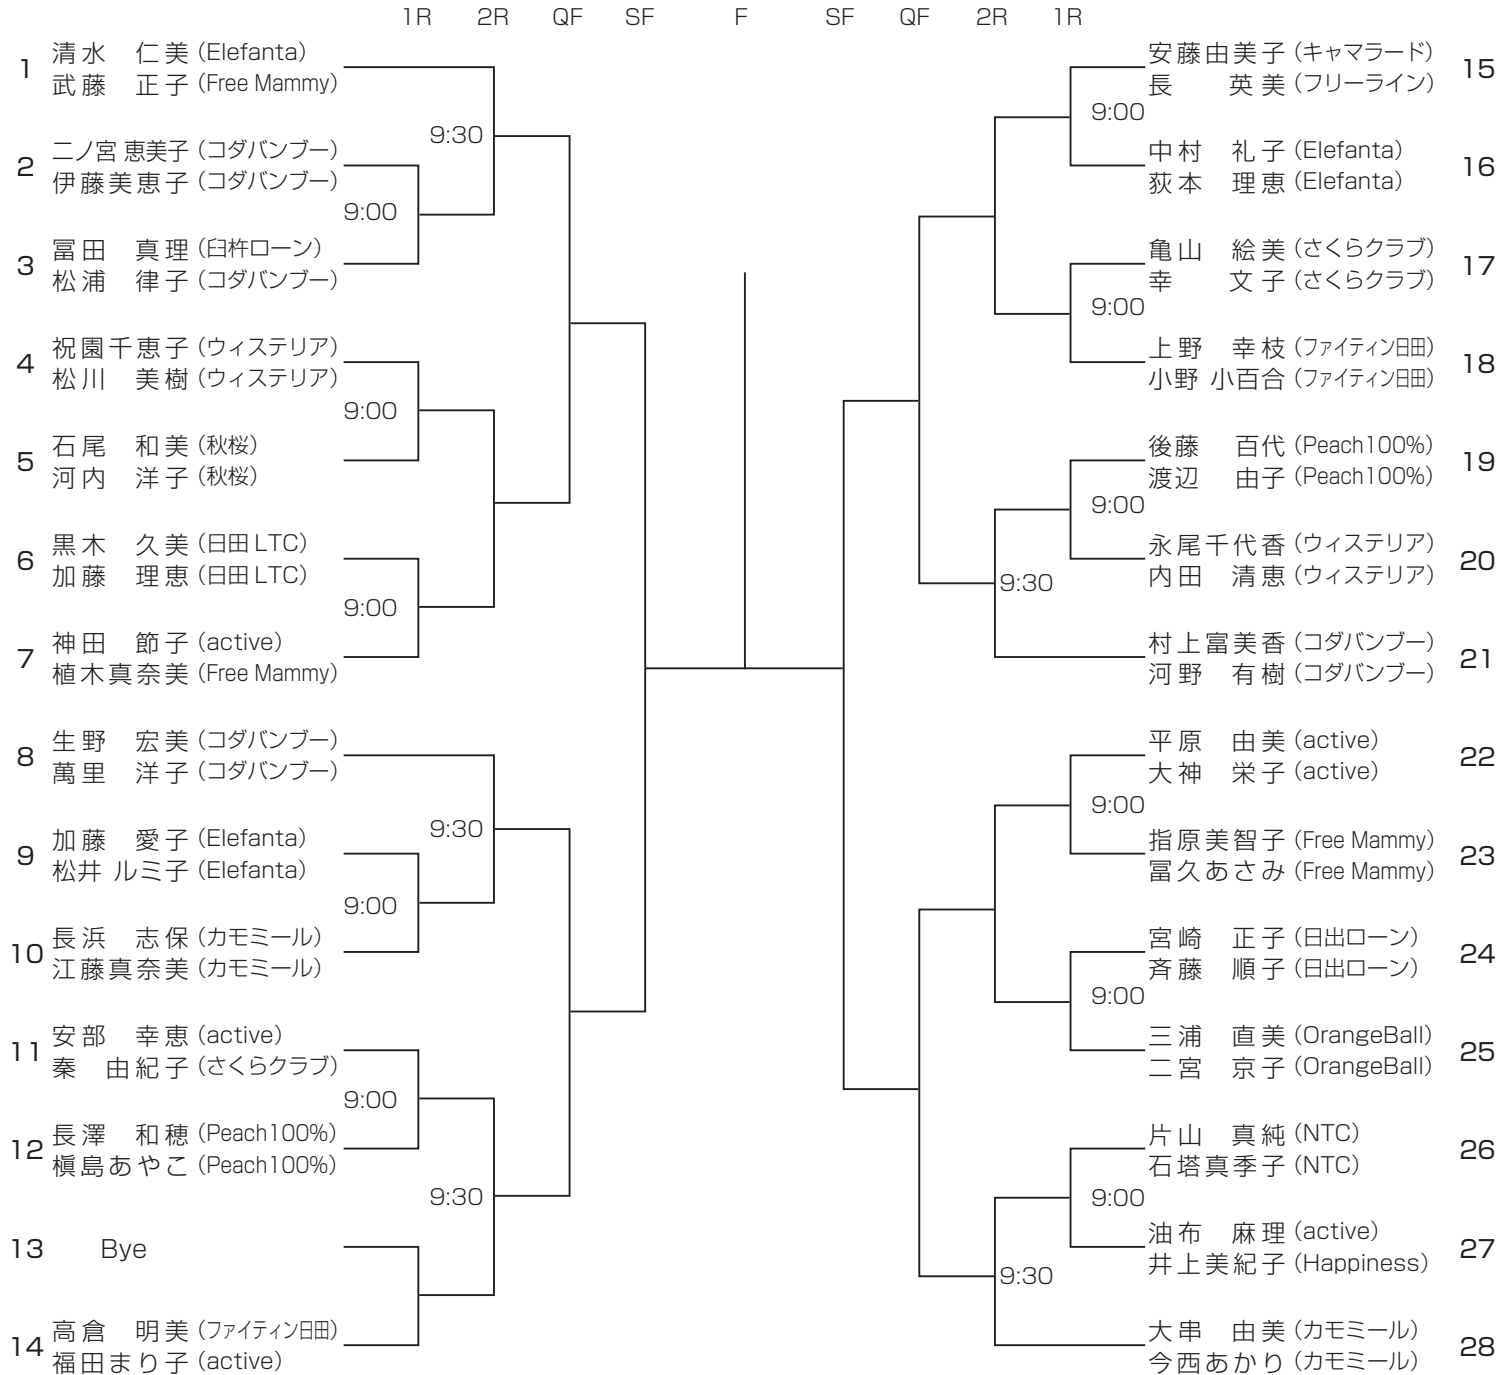 1R 2R QF SF F SF QF 2R 1R
1 清水 仁美 (Elefanta)
武藤 正子 (Free Mammy)
9:30
2 二ノ宮 恵美子 (コダバンブー)
伊藤美恵子 (コダバンブー)
9:00
3 冨田 真理 (臼杵ローン)
松浦 律子 (コダバンブー)
4 祝園千恵子 (ウィステリア)
松川 美樹 (ウィステリア)
9:00
5 石尾 和美 (秋桜)
河内 洋子 (秋桜)
6 黒木 久美 (日田 LTC)
加藤 理恵 (日田 LTC)
9:00
7 神田 節子 (active)
植木真奈美 (Free Mammy)
8 生野 宏美 (コダバンブー)
萬里 洋子 (コダバンブー)
9:30
9 加藤 愛子 (Elefanta)
松井 ルミ子 (Elefanta)
9:00
10 長浜 志保 (カモミール)
江藤真奈美 (カモミール)
11 安部 幸恵 (active)
秦 由紀子 (さくらクラブ)
9:00
12 長澤 和穂 (Peach100%)
槇島あやこ (Peach100%)
9:30
13 Bye
14 高倉 明美 (ファイティン日田)
福田まり子 (active)
安藤由美子 (キャマラード) 15
長 英美 (フリーライン)
9:00
中村 礼子 (Elefanta) 16
荻本 理恵 (Elefanta)
亀山 絵美 (さくらクラブ) 17
幸 文子 (さくらクラブ)
9:00
上野 幸枝 (ファイティン日田) 18
小野 小百合 (ファイティン日田)
後藤 百代 (Peach100%) 19
渡辺 由子 (Peach100%)
9:00
永尾千代香 (ウィステリア) 20
内田 清恵 (ウィステリア)
9:30
村上富美香 (コダバンブー) 21
河野 有樹 (コダバンブー)
平原 由美 (active) 22
大神 栄子 (active)
9:00
指原美智子 (Free Mammy) 23
冨久あさみ (Free Mammy)
宮崎 正子 (日出ローン) 24
斉藤 順子 (日出ローン)
9:00
三浦 直美 (OrangeBall) 25
二宮 京子 (OrangeBall)
片山 真純 (NTC) 26
石塔真季子 (NTC)
9:00
油布 麻理 (active) 27
井上美紀子 (Happiness)
9:30
大串 由美 (カモミール) 28
今西あかり (カモミール)